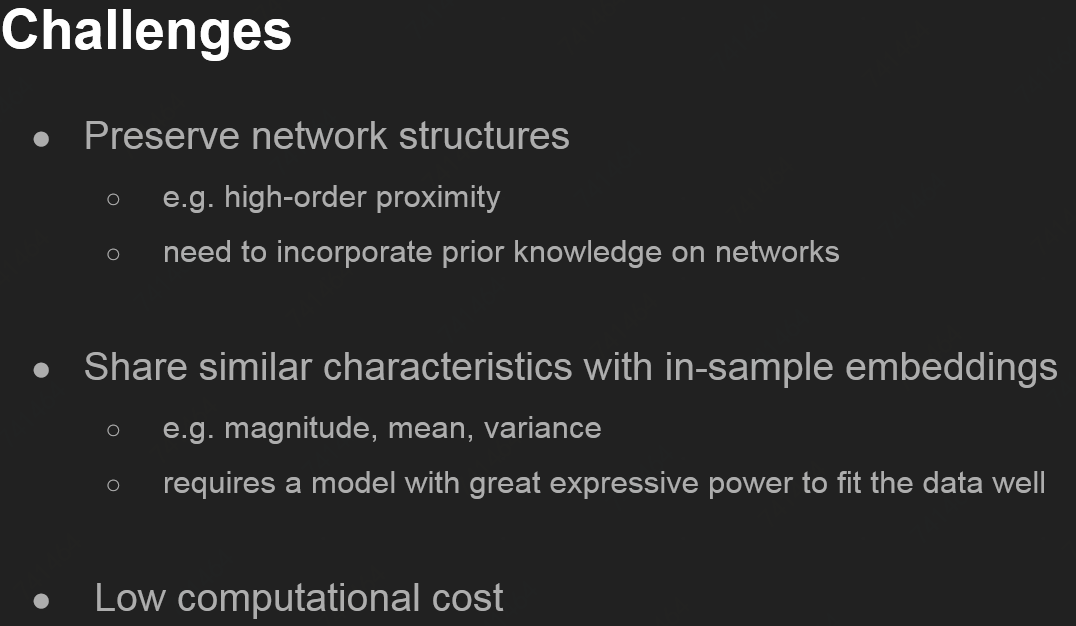 Challenges
● Preserve network structures
○ e.g. high-order proximity
○ need to incorporate prior knowledge on networks
● Share similar characteristics with in-sample embeddings
○ e.g. magnitude, mean, variance
○ requires a model with great expressive power to fit the data well
● Low computational cost